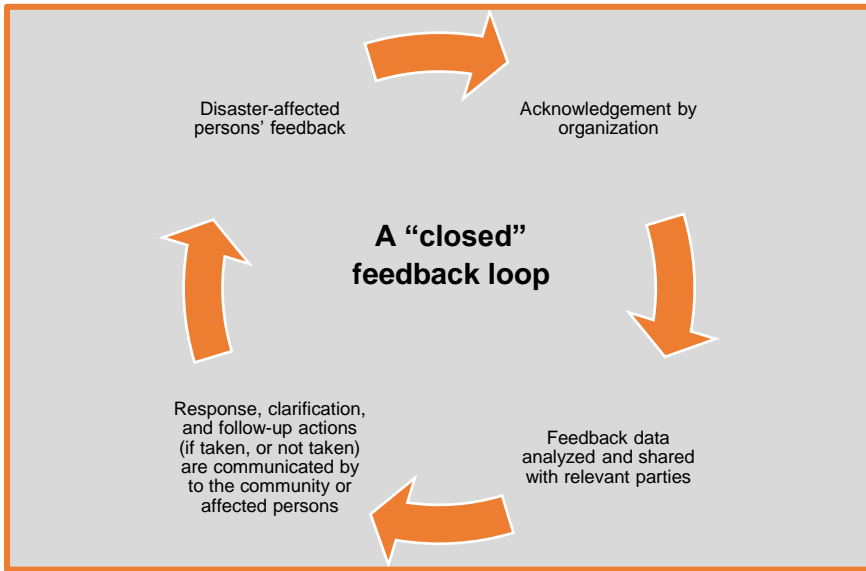 Disaster-affected
persons’ feedback
Acknowledgement by
organization
A “closed”
feedback loop
Feedback data
analyzed and shared
with relevant parties
Response, clarification,
and follow-up actions
(if taken, or not taken)
are communicated by
to the community or
affected persons